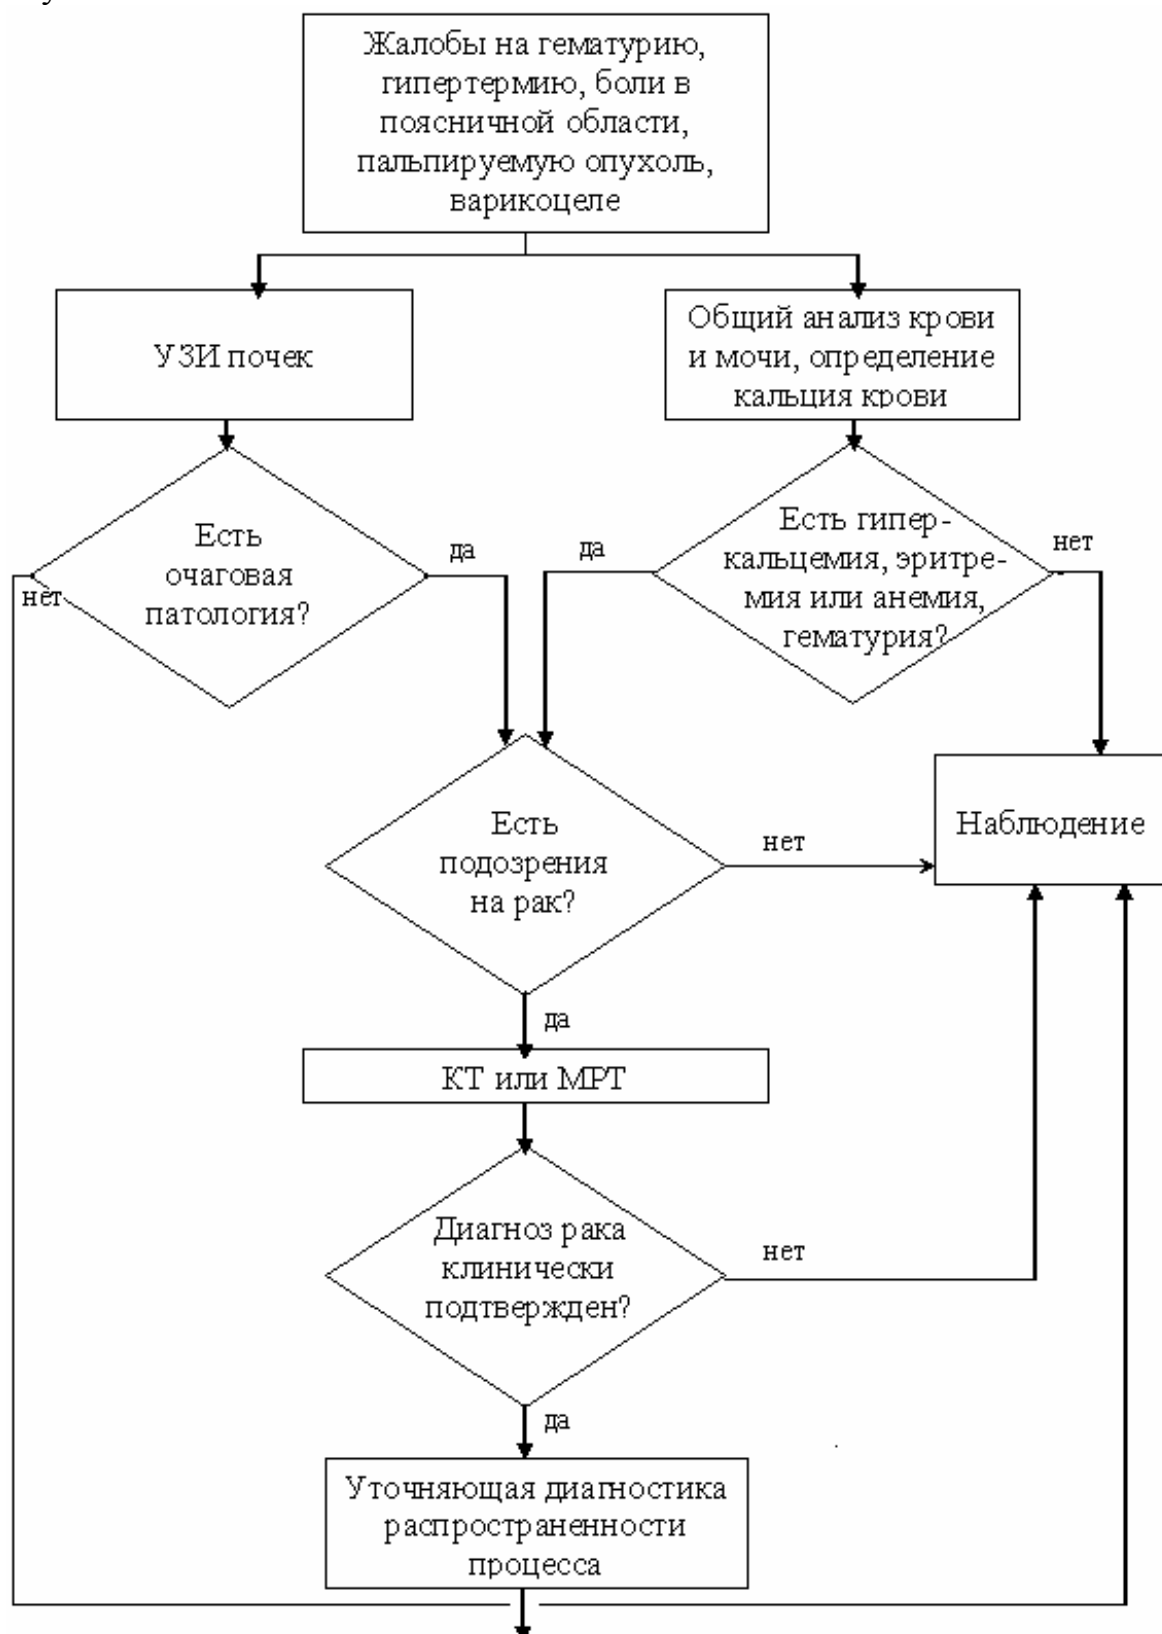 Жалобы на гематурию,
гипертермию, боли в
поясничной области,
пальпируемую опухоль,
варикоцеле
УЗИ почек
Общий анализ крови
и мочи, определение
кальция крови
Есть
очаговая
патология?
да
нет
Есть гипер-
кальцемия, эритре-
мия или анемия,
гематурия?
да
нет
Есть
подозрения
на рак?
нет
Наблюдение
да
КТ или МРТ
Диагноз рака
клинически
подтвержден?
нет
да
Уточняющая диагностика
распространенности
процесса